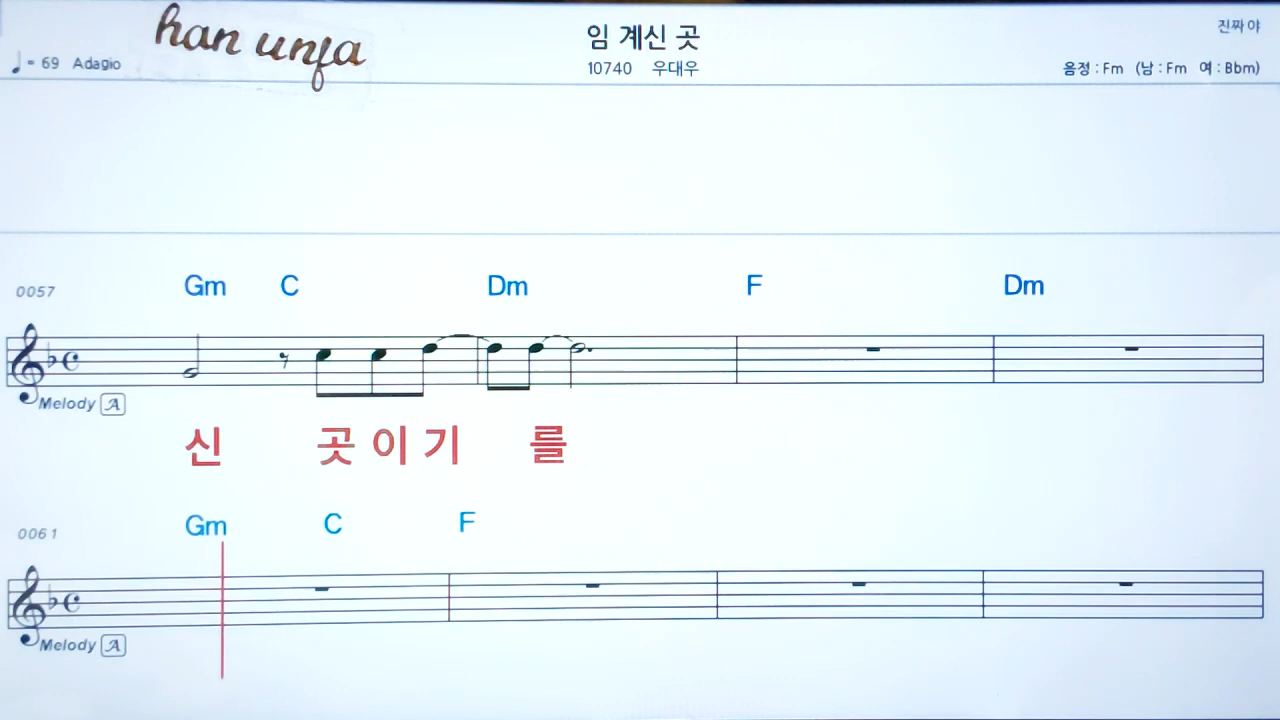 han unfa
임 계신 곳
진짜야
♩= 69 Adagio
10740 우대우
음정 : Fm (남 : Fm 여 : Bbm)
0057 Gm C Dm F Dm
Melody A
신 곳 이 기 를
0061 Gm C F
Melody A